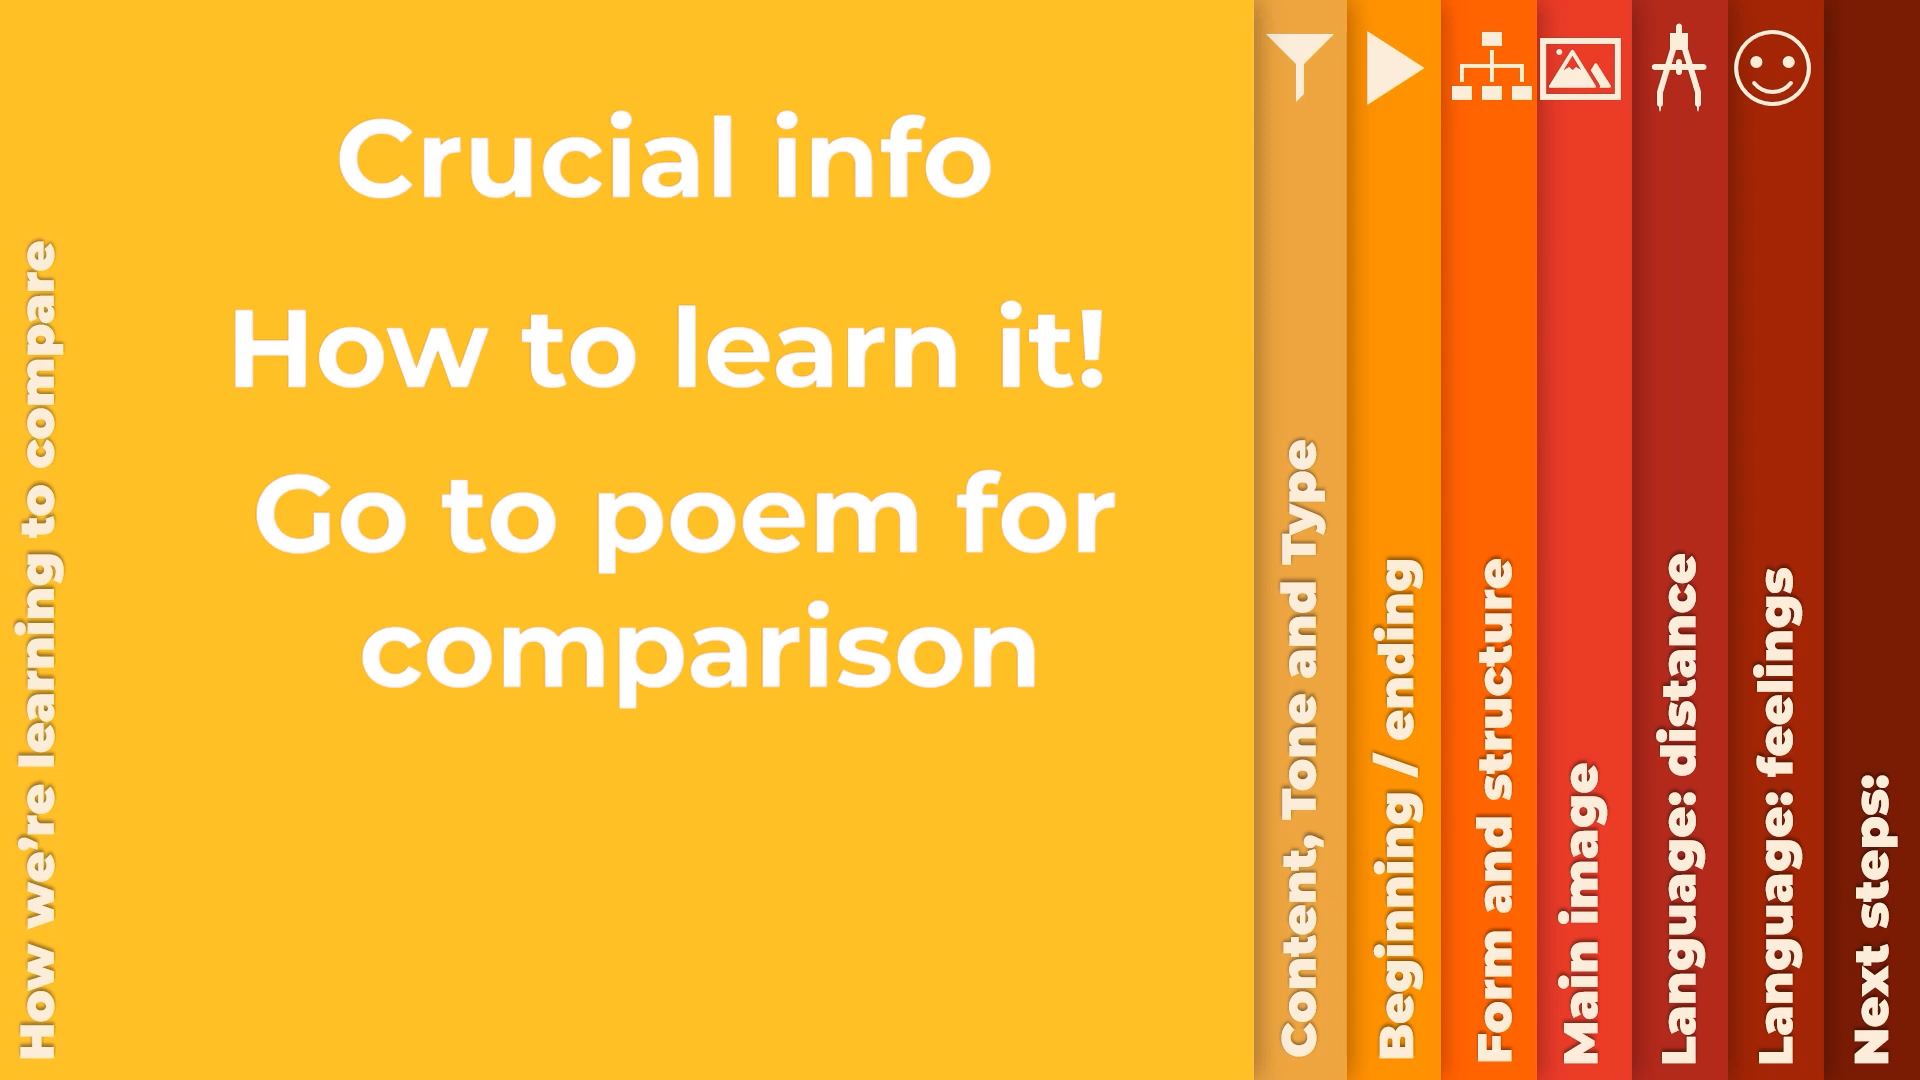 How we're learning to compare
Crucial info
How to learn it!
Go to poem for
comparison
Content, Tone and Type
Beginning / ending
Form and structure
Main image
Language: distance
Language: feelings
Next steps: